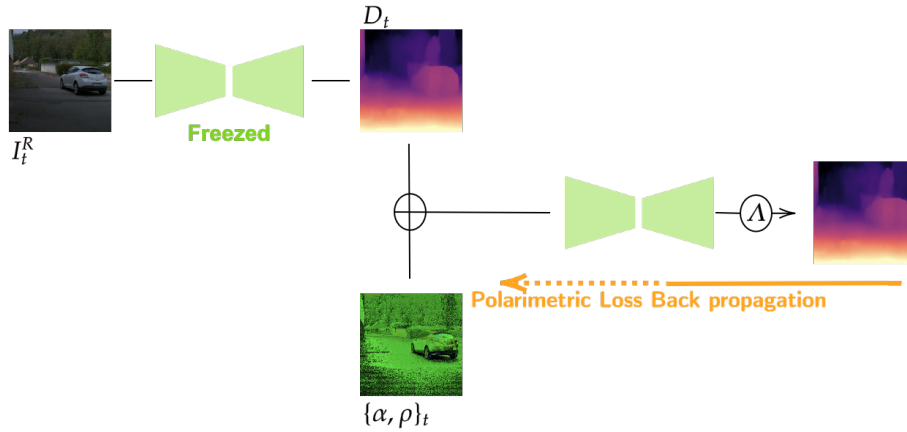 D_t
Freezed
I_t^R
Λ
Polarimetric Loss Back propagation
{α, ρ}_t